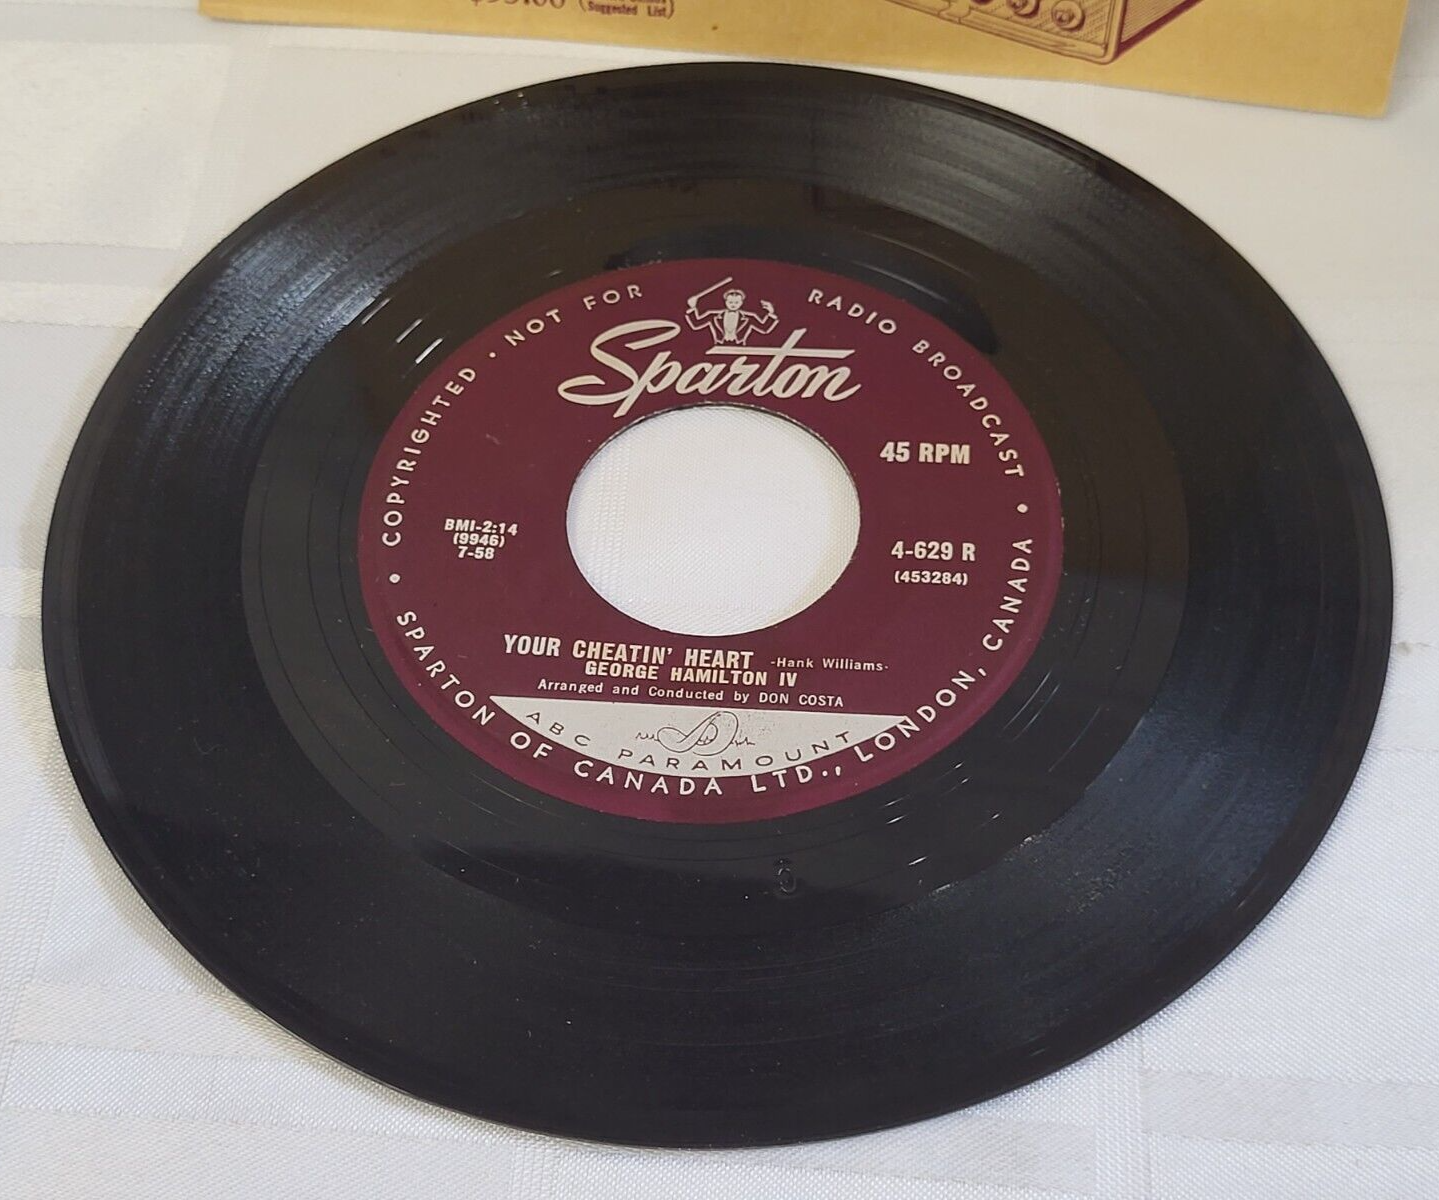 (Suggested List)
COPYRIGHTED • NOT FOR RADIO BROADCAST
Sparton
45 RPM
BMI-2:14
(9946)
7-58
4-629 R
(453284)
YOUR CHEATIN' HEART -Hank Williams-
GEORGE HAMILTON IV
Arranged and Conducted by DON COSTA
ABC PARAMOUNT
SPARTON OF CANADA LTD., LONDON, CANADA